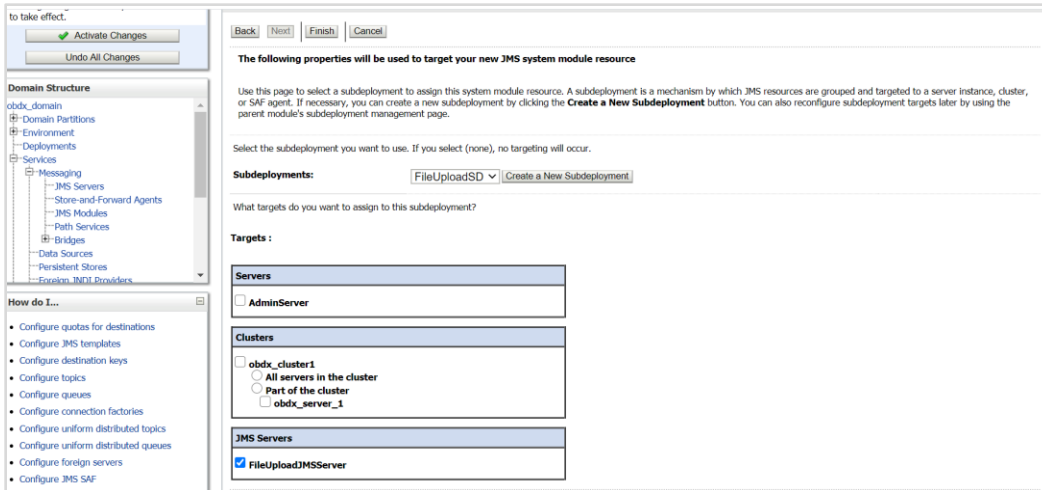 to take effect.
Activate Changes
Undo All Changes
Domain Structure
obdx_domain
Domain Partitions
Environment
Deployments
Services
Messaging
JMS Servers
Store-and-Forward Agents
JMS Modules
Path Services
Bridges
Data Sources
Persistent Stores
Foreign JNDI Providers
How do I...
Configure quotas for destinations
Configure JMS templates
Configure destination keys
Configure topics
Configure queues
Configure connection factories
Configure uniform distributed topics
Configure uniform distributed queues
Configure foreign servers
Configure JMS SAF
Back Next Finish Cancel
The following properties will be used to target your new JMS system module resource
Use this page to select a subdeployment to assign this system module resource. A subdeployment is a mechanism by which JMS resources are grouped and targeted to a server instance, cluster,
or SAF agent. If necessary, you can create a new subdeployment by clicking the Create a New Subdeployment button. You can also reconfigure subdeployment targets later by using the
parent module's subdeployment management page.
Select the subdeployment you want to use. If you select (none), no targeting will occur.
Subdeployments: FileUploadSD Create a New Subdeployment
What targets do you want to assign to this subdeployment?
Targets :
Servers
AdminServer
Clusters
obdx_cluster1
All servers in the cluster
Part of the cluster
obdx_server_1
JMS Servers
FileUploadJMSServer